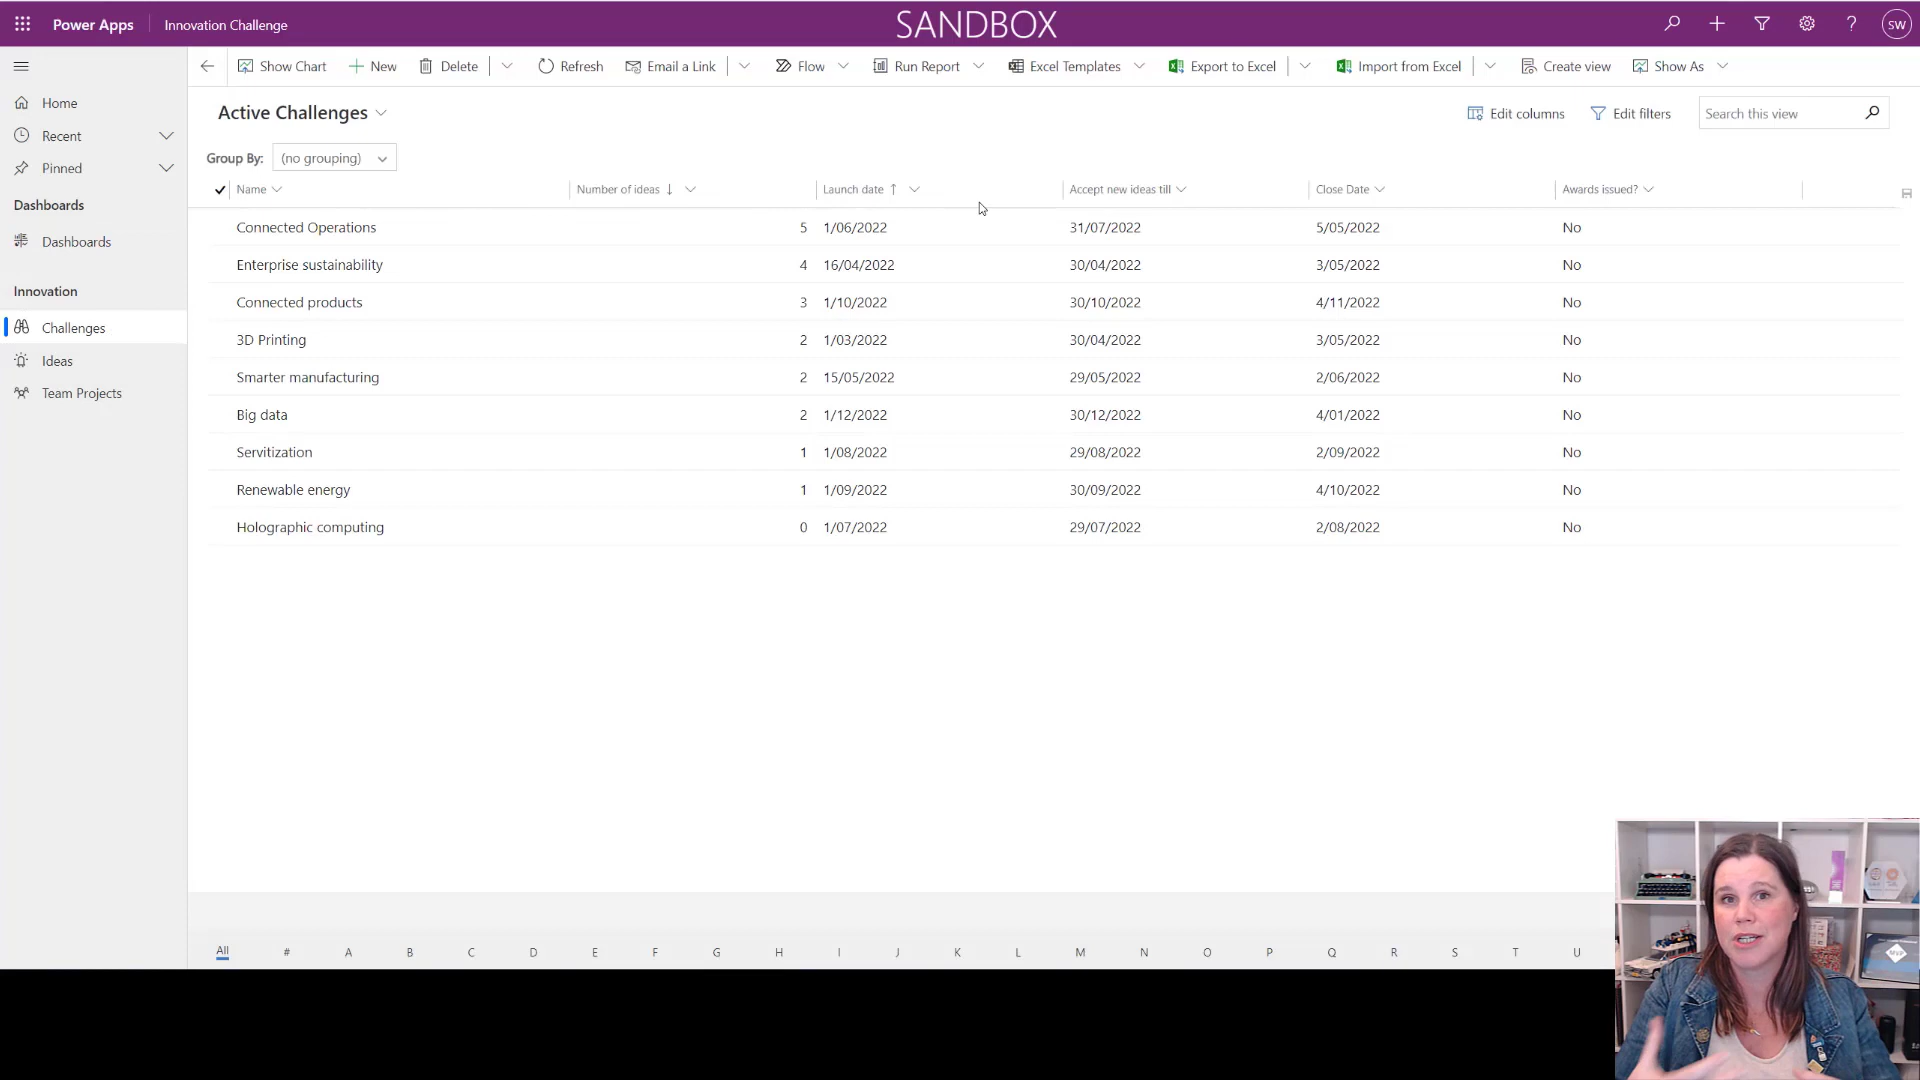 Power Apps Innovation Challenge SANDBOX SW
Show Chart New Delete Refresh Email a Link Flow Run Report Excel Templates Export to Excel Import from Excel Create view Show As
Home
Recent
Pinned
Dashboards
Dashboards
Innovation
Challenges
Ideas
Team Projects
Active Challenges Edit columns Edit filters Search this view
Group By: (no grouping)
Name Number of ideas Launch date Accept new ideas till Close Date Awards issued?
Connected Operations 5 1/06/2022 31/07/2022 5/05/2022 No
Enterprise sustainability 4 16/04/2022 30/04/2022 3/05/2022 No
Connected products 3 1/10/2022 30/10/2022 4/11/2022 No
3D Printing 2 1/03/2022 30/04/2022 3/05/2022 No
Smarter manufacturing 2 15/05/2022 29/05/2022 2/06/2022 No
Big data 2 1/12/2022 30/12/2022 4/01/2022 No
Servitization 1 1/08/2022 29/08/2022 2/09/2022 No
Renewable energy 1 1/09/2022 30/09/2022 4/10/2022 No
Holographic computing 0 1/07/2022 29/07/2022 2/08/2022 No
All # A B C D E F G H I J K L M N O P Q R S T U
MVP